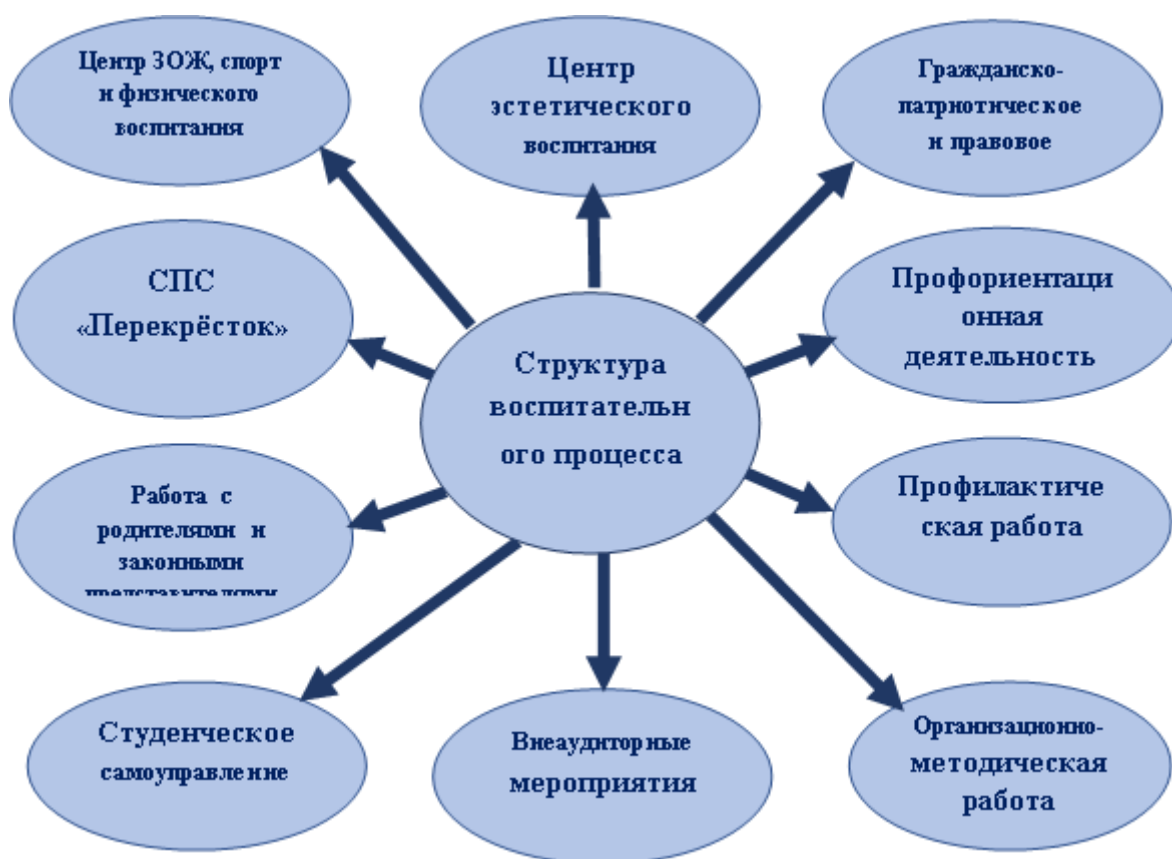 Центр ЗОЖ, спорт
и физического
воспитания
Центр
эстетического
воспитания
Гражданско-
патриотическое
и правовое
СПС
«Перекрёсток»
Профориентаци
онная
деятельность
Структура
воспитательн
ого процесса
Работа с
родителями и
законными
представителями
Профилактиче
ская работа
Студенческое
самоуправление
Внеаудиторные
мероприятия
Организационно-
методическая
работа